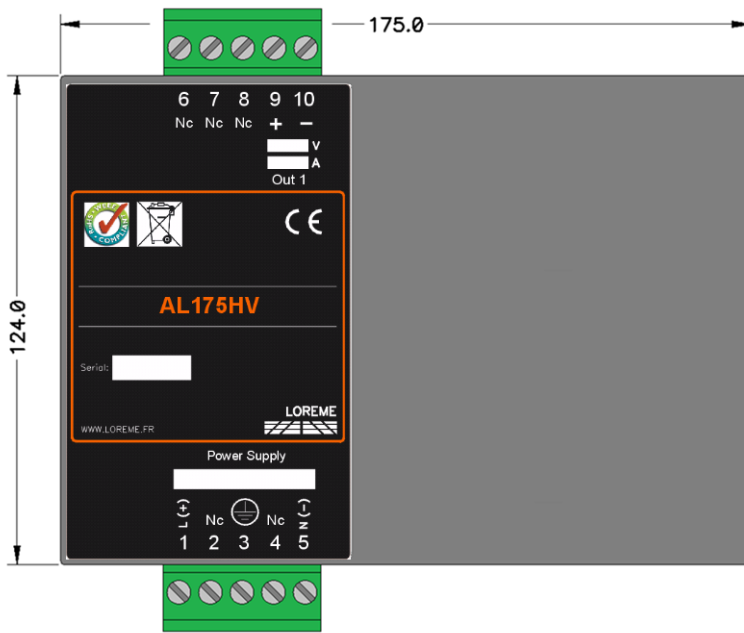 175.0
124.0
6 7 8 9 10
Nc Nc Nc + −
V
A
Out 1
CE
AL175HV
Serial:
LOREME
WWW.LOREME.FR
Power Supply
L (+) Nc Nc N (−)
1 2 3 4 5